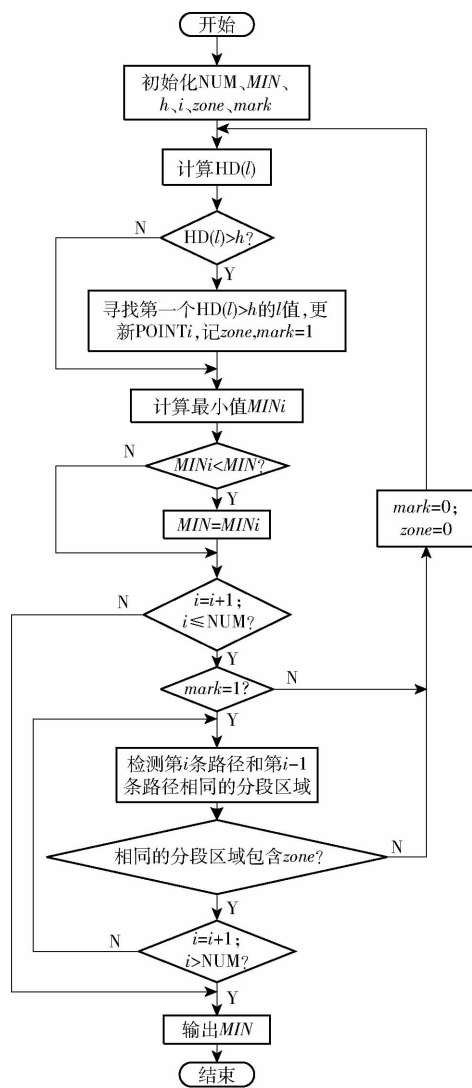 开始
初始化NUM、MIN、
h、i、zone、mark
计算HD(l)
N
HD(l)>h?
Y
寻找第一个HD(l)>h的l值,更
新POINTi,记zone,mark=1
计算最小值MINi
N
MINi<MIN?
Y
MIN=MINi
mark=0;
zone=0
N
i=i+1;
i≤NUM?
Y
mark=1?
N
Y
检测第i条路径和第i-1
条路径相同的分段区域
相同的分段区域包含zone?
N
Y
N
i=i+1;
i>NUM?
Y
输出MIN
结束